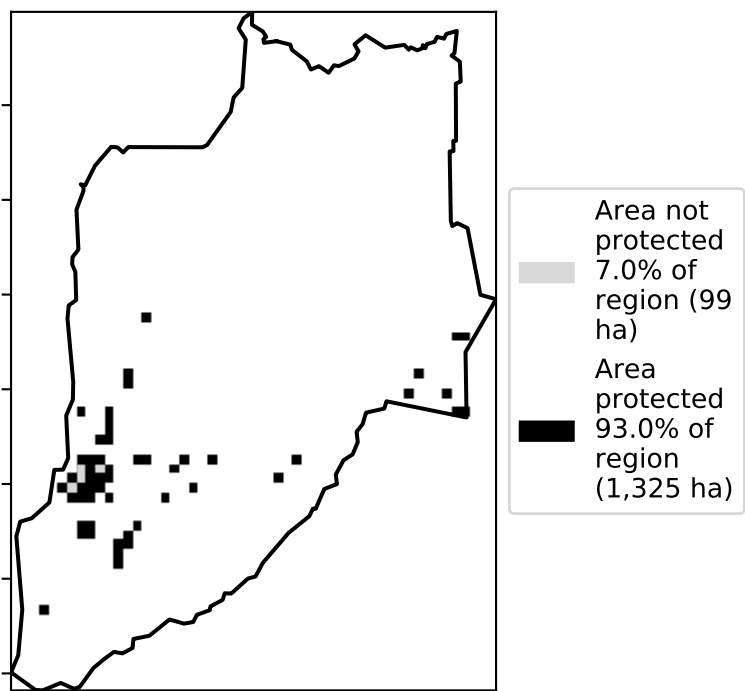 Area not
protected
7.0% of
region (99
ha)
Area
protected
93.0% of
region
(1,325 ha)